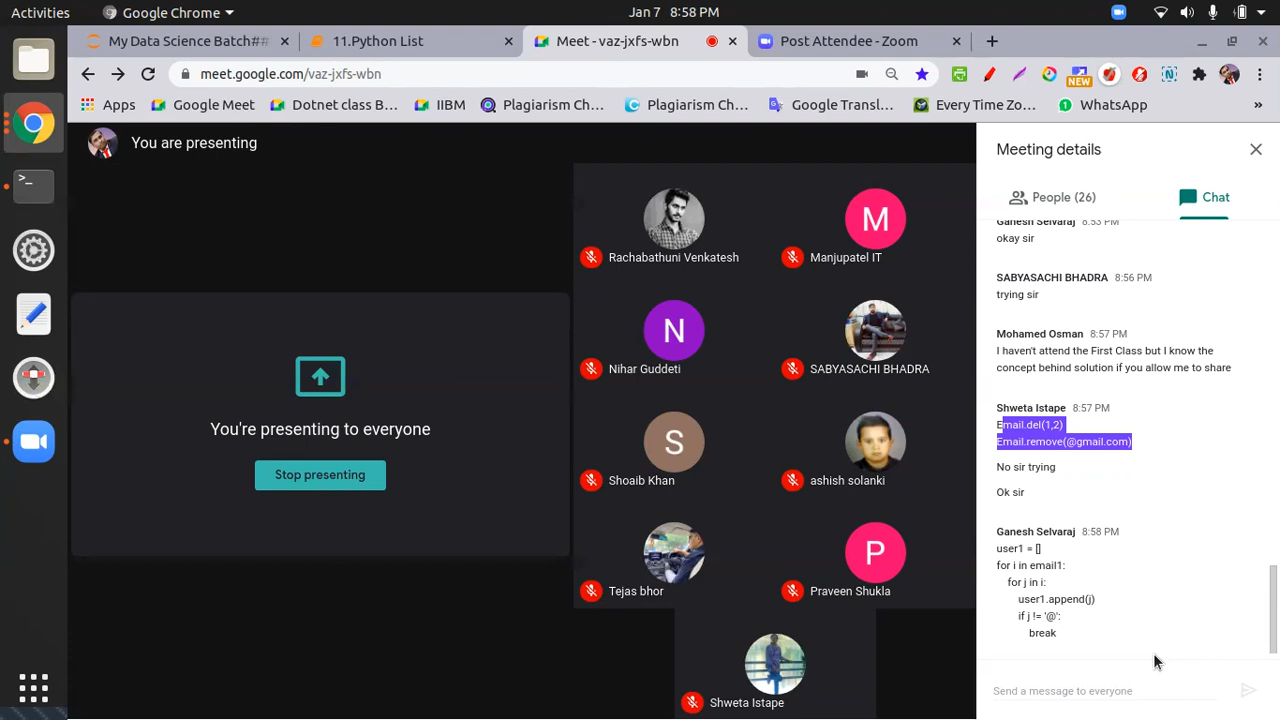 Activities
Google Chrome
Jan 7 8:58 PM
My Data Science Batch##
11.Python List
Meet - vaz-jxfs-wbn
Post Attendee - Zoom
meet.google.com/vaz-jxfs-wbn
NEW
Apps
Google Meet
Dotnet class B...
IIBM
Plagiarism Ch...
Plagiarism Ch...
Google Transl...
Every Time Zo...
WhatsApp
You are presenting
You're presenting to everyone
Stop presenting
Rachabathuni Venkatesh
M
Manjupatel IT
N
Nihar Guddeti
SABYASACHI BHADRA
S
Shoaib Khan
ashish solanki
Tejas bhor
P
Praveen Shukla
Shweta Istape
Meeting details
People (26)
Chat
Ganesh Selvaraj 8:53 PM
okay sir
SABYASACHI BHADRA 8:56 PM
trying sir
Mohamed Osman 8:57 PM
I haven't attend the First Class but I know the
concept behind solution if you allow me to share
Shweta Istape 8:57 PM
Email.del(1,2)
Email.remove(@gmail.com)
No sir trying
Ok sir
Ganesh Selvaraj 8:58 PM
user1 = []
for i in email1:
for j in i:
user1.append(j)
if j != '@':
break
Send a message to everyone